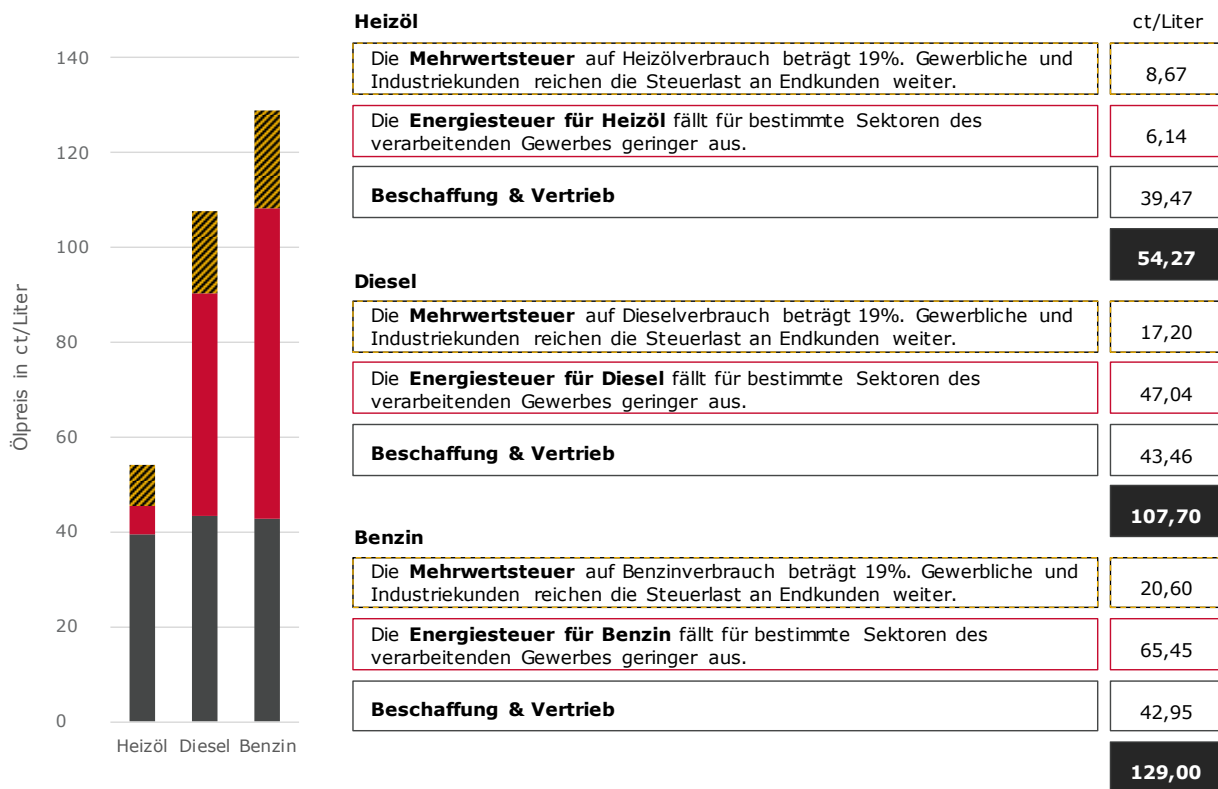 Ölpreis in ct/Liter
140
120
100
80
60
40
20
0
Heizöl Diesel Benzin
Heizöl ct/Liter
Die Mehrwertsteuer auf Heizölverbrauch beträgt 19%. Gewerbliche und
Industriekunden reichen die Steuerlast an Endkunden weiter.
8,67
Die Energiesteuer für Heizöl fällt für bestimmte Sektoren des
verarbeitenden Gewerbes geringer aus.
6,14
Beschaffung & Vertrieb
39,47
54,27
Diesel
Die Mehrwertsteuer auf Dieselverbrauch beträgt 19%. Gewerbliche und
Industriekunden reichen die Steuerlast an Endkunden weiter.
17,20
Die Energiesteuer für Diesel fällt für bestimmte Sektoren des
verarbeitenden Gewerbes geringer aus.
47,04
Beschaffung & Vertrieb
43,46
107,70
Benzin
Die Mehrwertsteuer auf Benzinverbrauch beträgt 19%. Gewerbliche und
Industriekunden reichen die Steuerlast an Endkunden weiter.
20,60
Die Energiesteuer für Benzin fällt für bestimmte Sektoren des
verarbeitenden Gewerbes geringer aus.
65,45
Beschaffung & Vertrieb
42,95
129,00